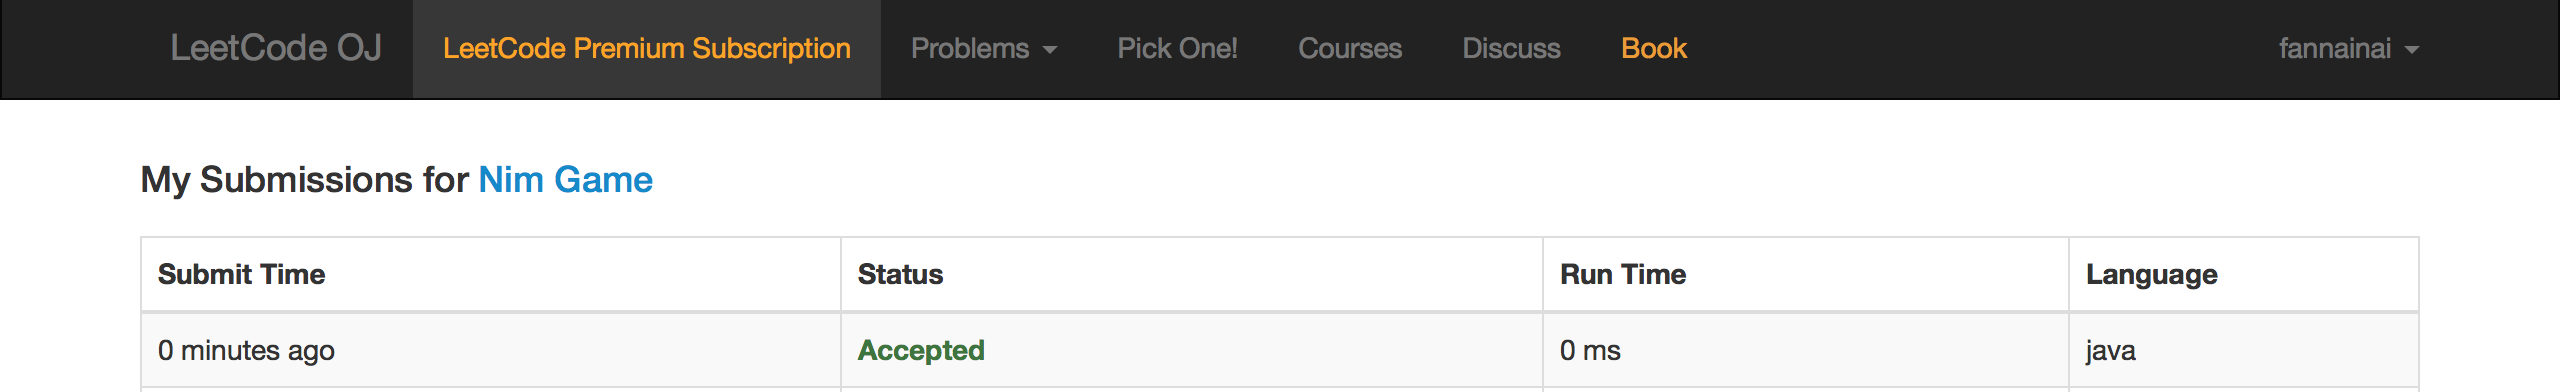 LeetCode OJ LeetCode Premium Subscription Problems Pick One! Courses Discuss Book fannainai
My Submissions for Nim Game
Submit Time Status Run Time Language
0 minutes ago Accepted 0 ms java